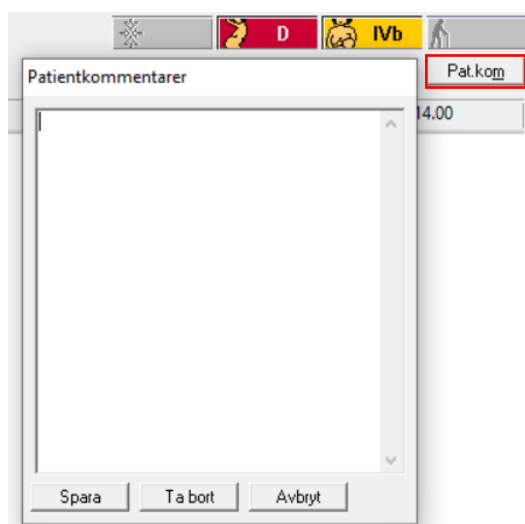 D IVb
Pat.kom
Patientkommentarer
14.00
Spara Ta bort Avbryt